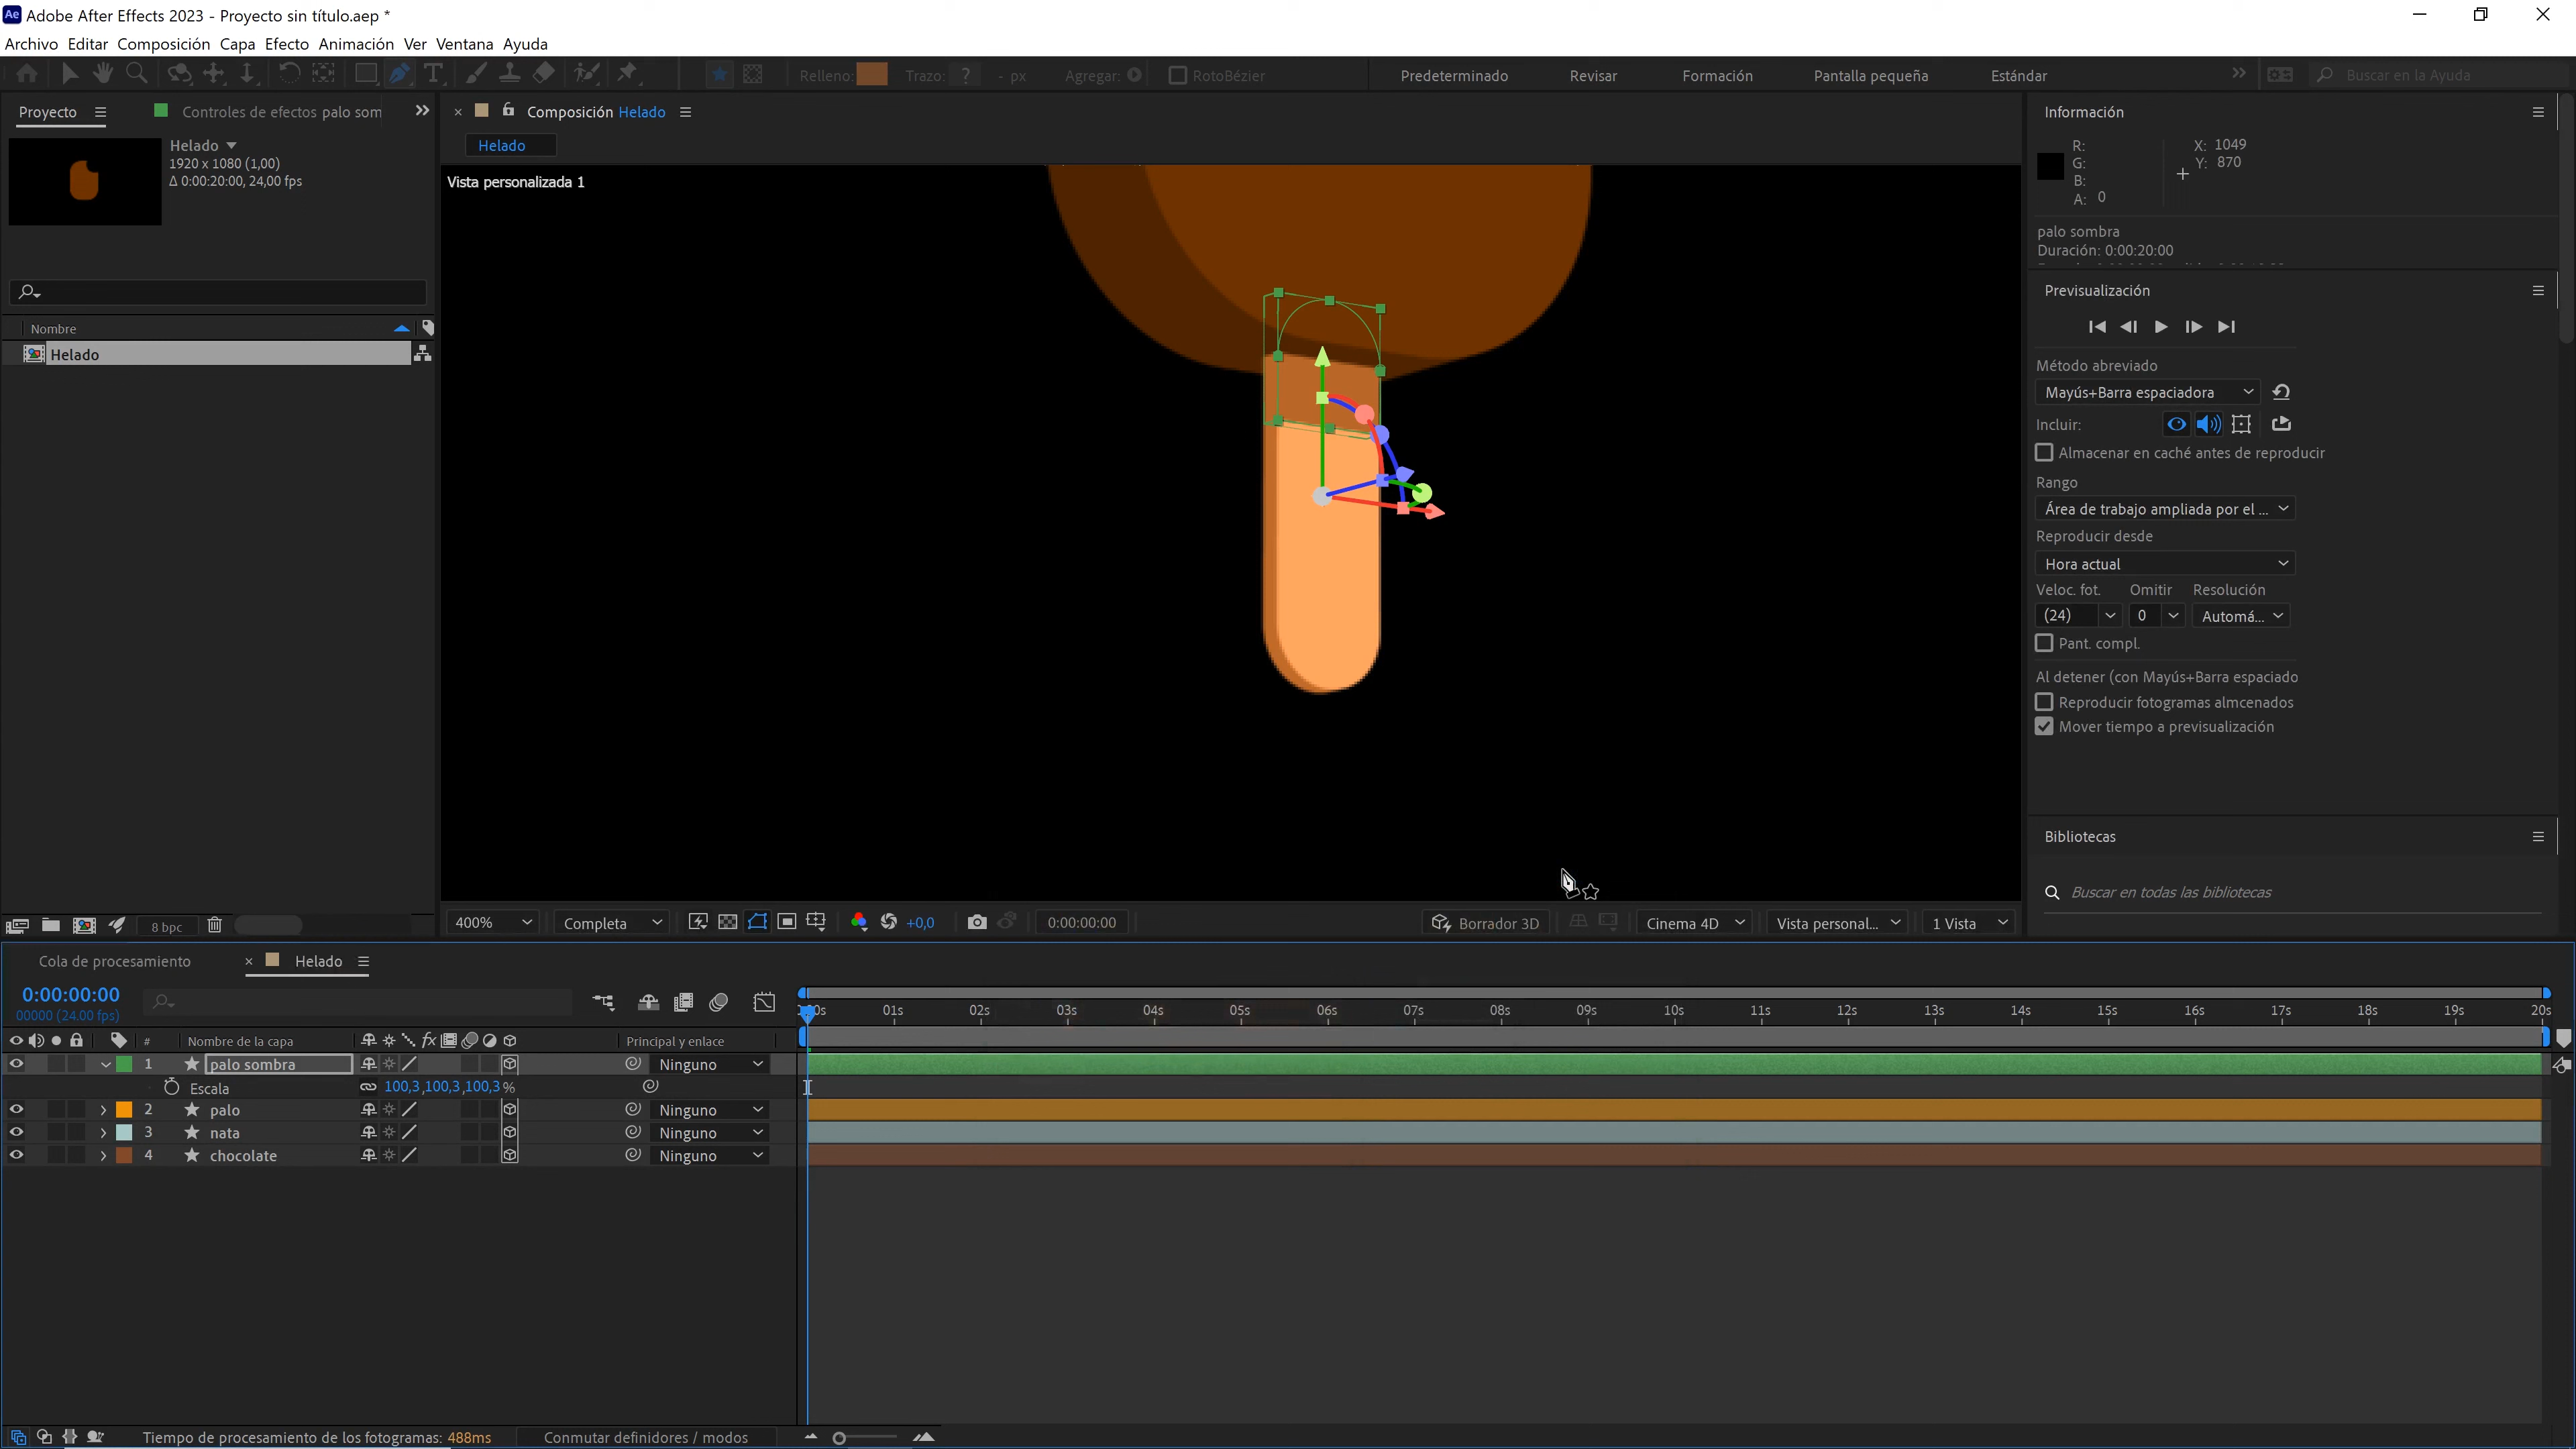 Ae Adobe After Effects 2023 - Proyecto sin título.aep *
Archivo Editar Composición Capa Efecto Animación Ver Ventana Ayuda
Relleno: Trazo: ? - px Agregar: RotoBézier Predeterminado Revisar Formación Pantalla pequeña Estándar Buscar en la Ayuda
Proyecto Controles de efectos palo som
Helado
1920 x 1080 (1,00)
Δ 0:00:20:00, 24,00 fps
Nombre
Helado
8 bpc
Composición Helado
Helado
Vista personalizada 1
400% Completa +0,0 0:00:00:00 Borrador 3D Cinema 4D Vista personal... 1 Vista
Información
R: X: 1049
G: Y: 870
B:
A: 0
palo sombra
Duración: 0:00:20:00
Previsualización
Método abreviado
Mayús+Barra espaciadora
Incluir:
Almacenar en caché antes de reproducir
Rango
Área de trabajo ampliada por el ...
Reproducir desde
Hora actual
Veloc. fot. Omitir Resolución
(24) 0 Automá...
Pant. compl.
Al detener (con Mayús+Barra espaciado
Reproducir fotogramas almcenados
Mover tiempo a previsualización
Bibliotecas
Buscar en todas las bibliotecas
Cola de procesamiento Helado
0:00:00:00
00000 (24.00 fps)
0s 01s 02s 03s 04s 05s 06s 07s 08s 09s 10s 11s 12s 13s 14s 15s 16s 17s 18s 19s 20s
# Nombre de la capa fx Principal y enlace
1 palo sombra Ninguno
Escala 100,3,100,3,100,3%
2 palo Ninguno
3 nata Ninguno
4 chocolate Ninguno
Tiempo de procesamiento de los fotogramas: 488ms Conmutar definidores / modos